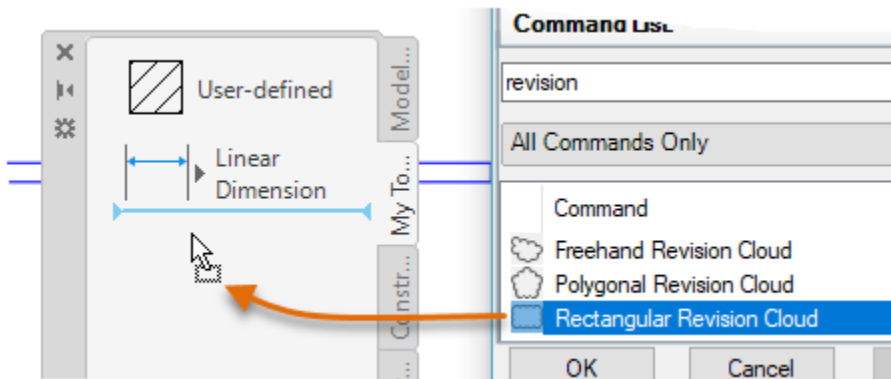 User-defined
Linear
Dimension
Model...
My To...
Constr...
Command List
revision
All Commands Only
Command
Freehand Revision Cloud
Polygonal Revision Cloud
Rectangular Revision Cloud
OK
Cancel